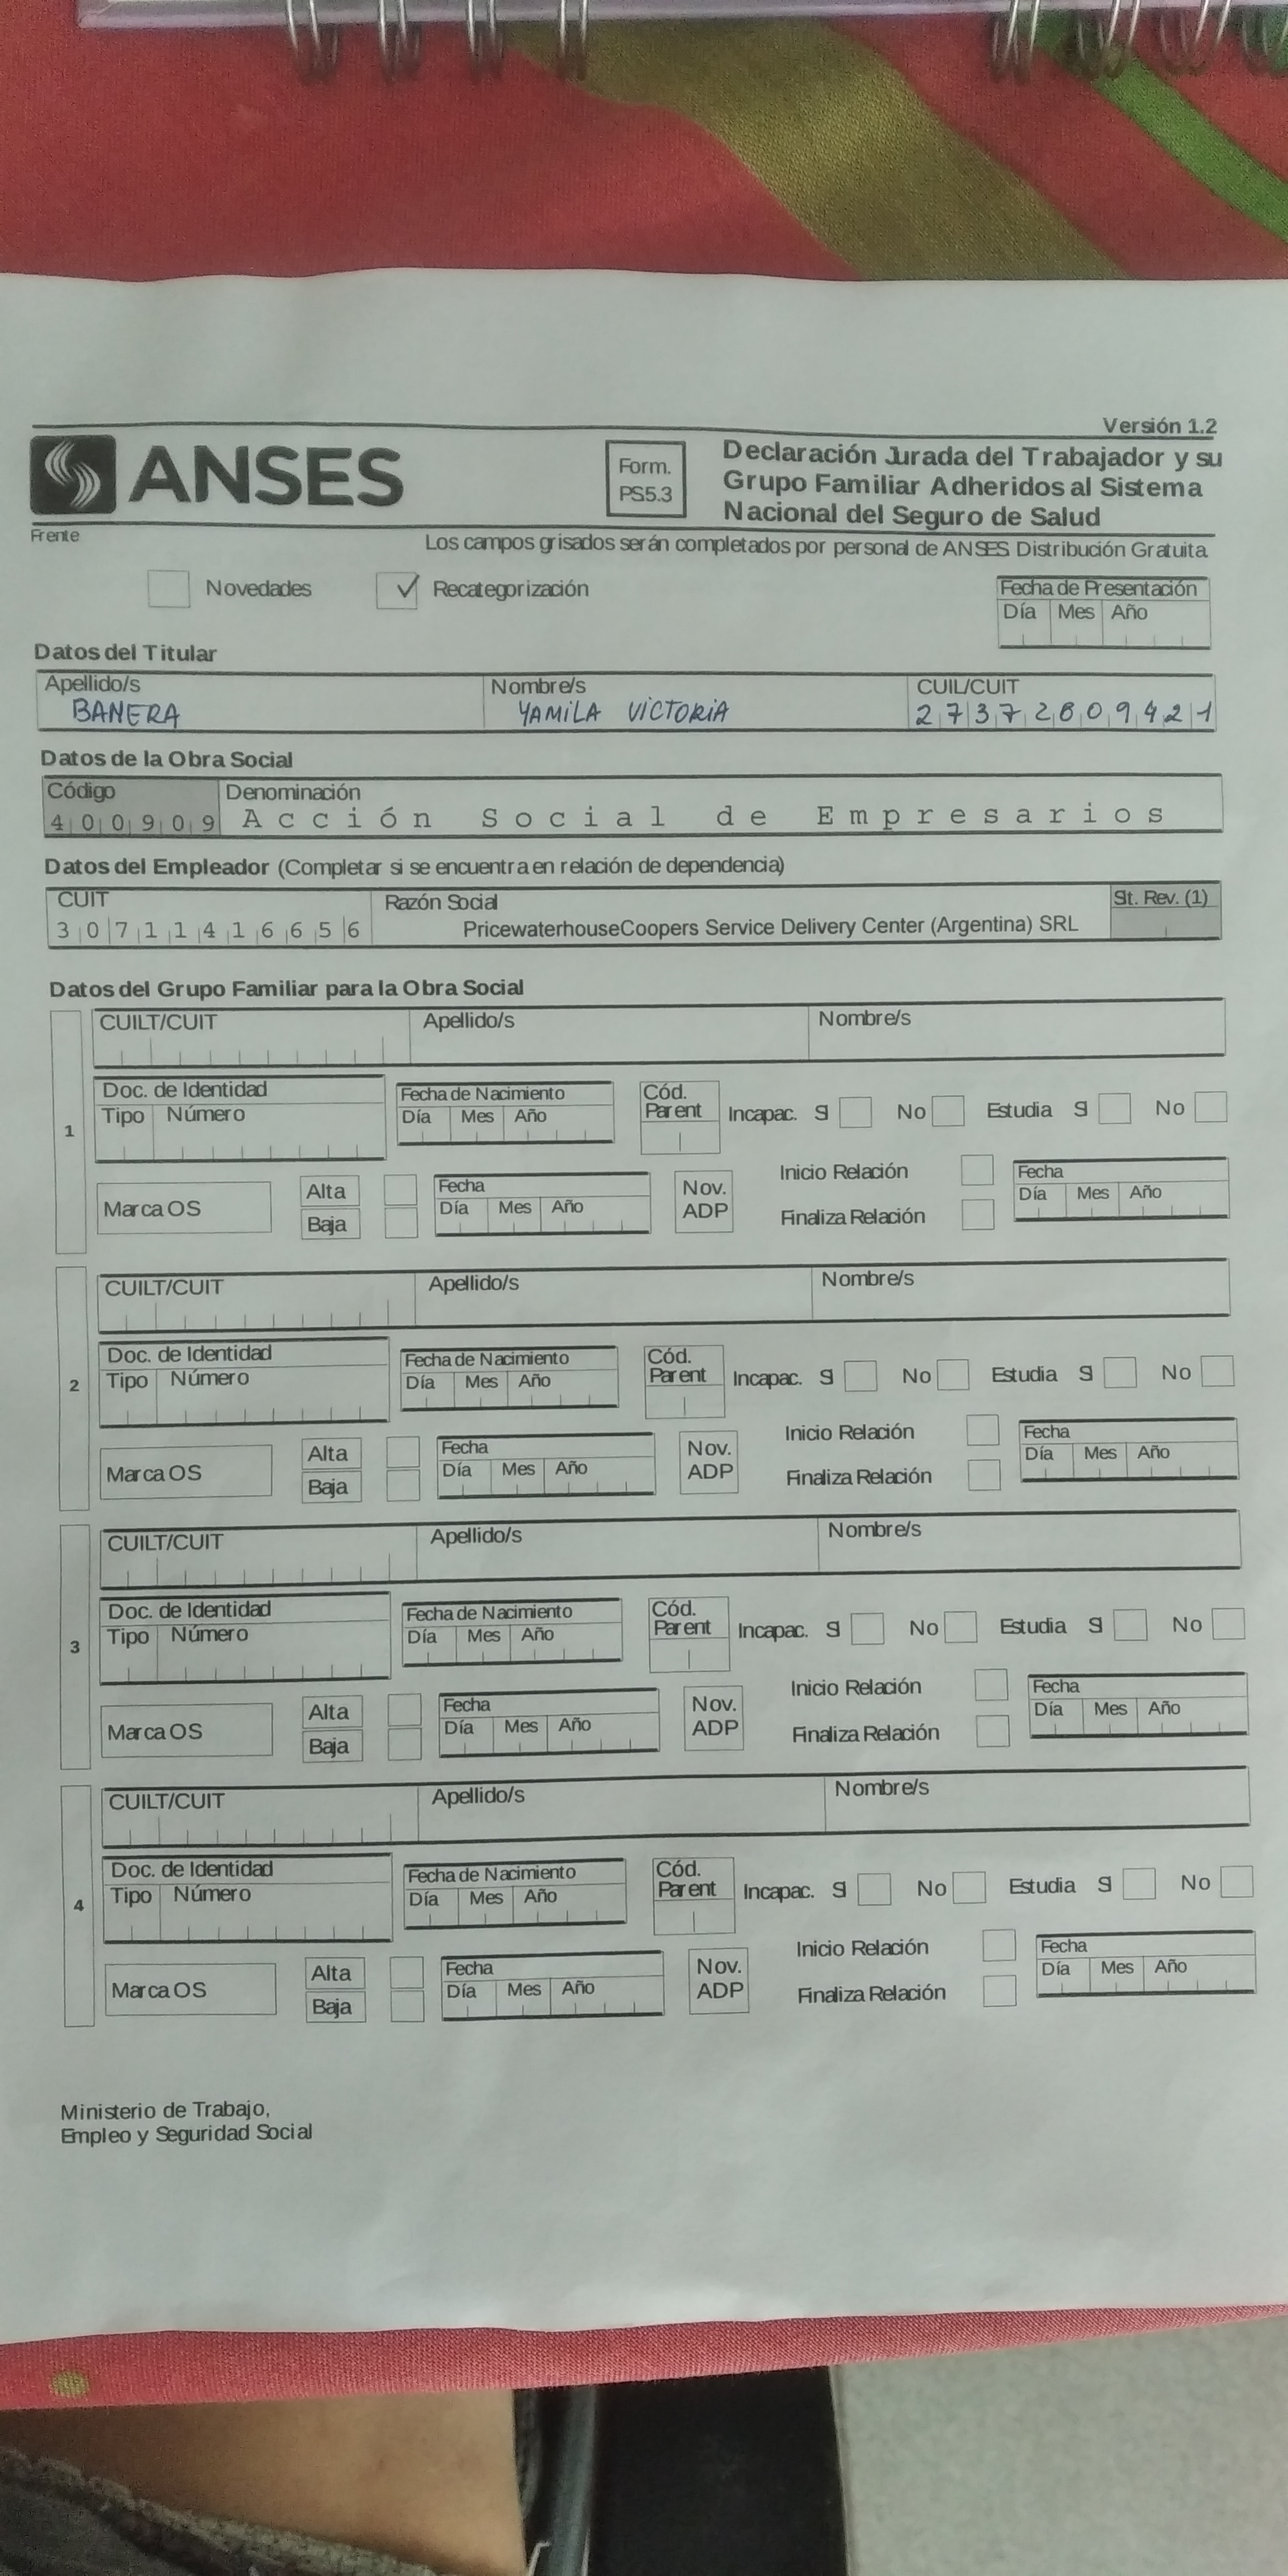 Versión 1.2
ANSES
Form.
PS5.3
Declaración Jurada del Trabajador y su
Grupo Familiar Adheridos al Sistema
Nacional del Seguro de Salud
Frente
Los campos grisados serán completados por personal de ANSES Distribución Gratuita
Novedades ✓ Recategorización
Fecha de Presentación
Día Mes Año
Datos del Titular
Apellido/s Nombre/s CUIL/CUIT
BANERA YAMiLA ViCTORiA 27372809421
Datos de la Obra Social
Código Denominación
400909 Acción Social de Empresarios
Datos del Empleador (Completar si se encuentra en relación de dependencia)
CUIT Razón Social St. Rev. (1)
30711416656 PricewaterhouseCoopers Service Delivery Center (Argentina) SRL
Datos del Grupo Familiar para la Obra Social
1
CUILT/CUIT Apellido/s Nombre/s
Doc. de Identidad Fecha de Nacimiento Cód.
Tipo Número Día Mes Año Parent Incapac. SI No Estudia SI No
Marca OS Alta Fecha Nov. Inicio Relación Fecha
Baja Día Mes Año ADP Finaliza Relación Día Mes Año
2
CUILT/CUIT Apellido/s Nombre/s
Doc. de Identidad Fecha de Nacimiento Cód.
Tipo Número Día Mes Año Parent Incapac. SI No Estudia SI No
Marca OS Alta Fecha Nov. Inicio Relación Fecha
Baja Día Mes Año ADP Finaliza Relación Día Mes Año
3
CUILT/CUIT Apellido/s Nombre/s
Doc. de Identidad Fecha de Nacimiento Cód.
Tipo Número Día Mes Año Parent Incapac. SI No Estudia SI No
Marca OS Alta Fecha Nov. Inicio Relación Fecha
Baja Día Mes Año ADP Finaliza Relación Día Mes Año
4
CUILT/CUIT Apellido/s Nombre/s
Doc. de Identidad Fecha de Nacimiento Cód.
Tipo Número Día Mes Año Parent Incapac. SI No Estudia SI No
Marca OS Alta Fecha Nov. Inicio Relación Fecha
Baja Día Mes Año ADP Finaliza Relación Día Mes Año
Ministerio de Trabajo,
Empleo y Seguridad Social